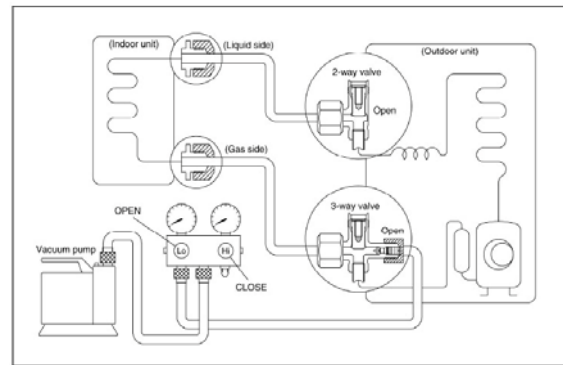 (Indoor unit)
(Liquid side)
(Outdoor unit)
2-way valve
Open
(Gas side)
3-way valve
Open
OPEN
Lo
Hi
CLOSE
Vacuum pump